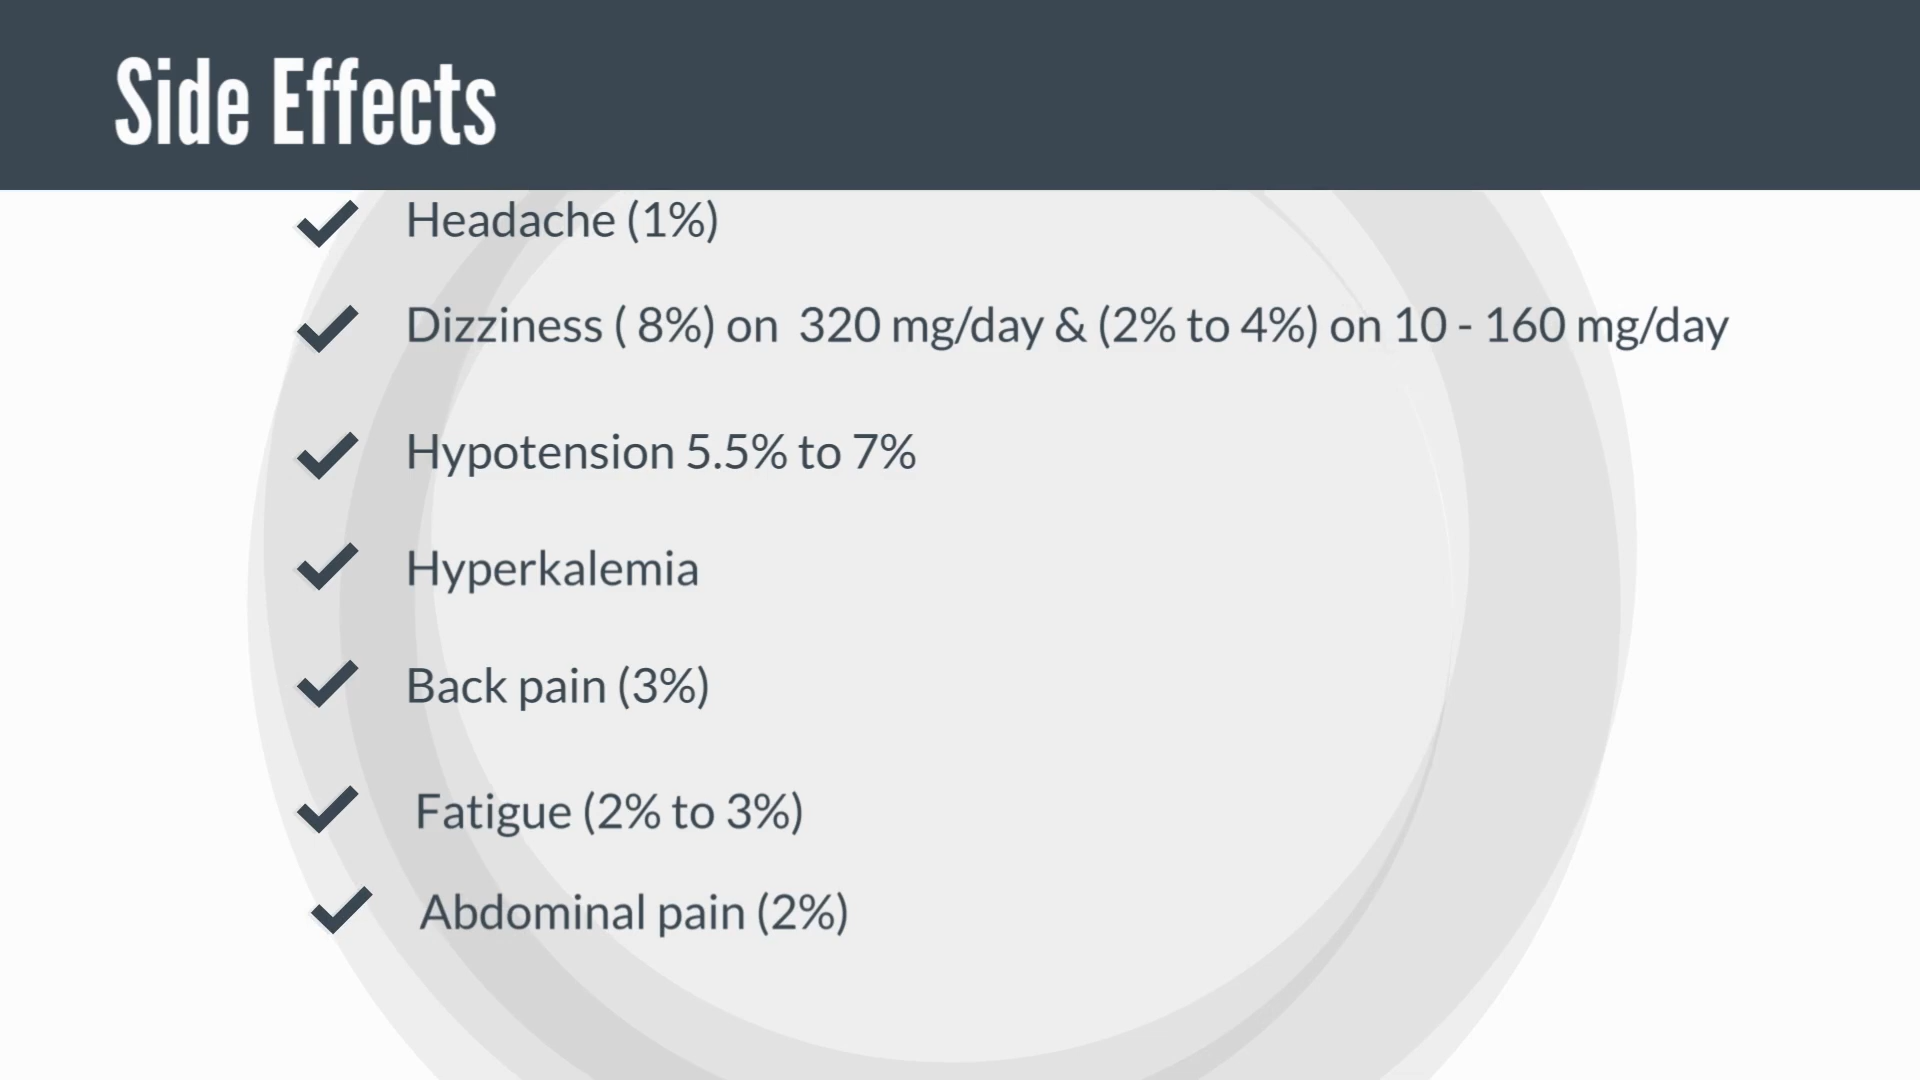 Side Effects
Headache (1%)
Dizziness ( 8%) on  320 mg/day & (2% to 4%) on 10 - 160 mg/day
Hypotension 5.5% to 7%
Hyperkalemia
Back pain (3%)
Fatigue (2% to 3%)
Abdominal pain (2%)